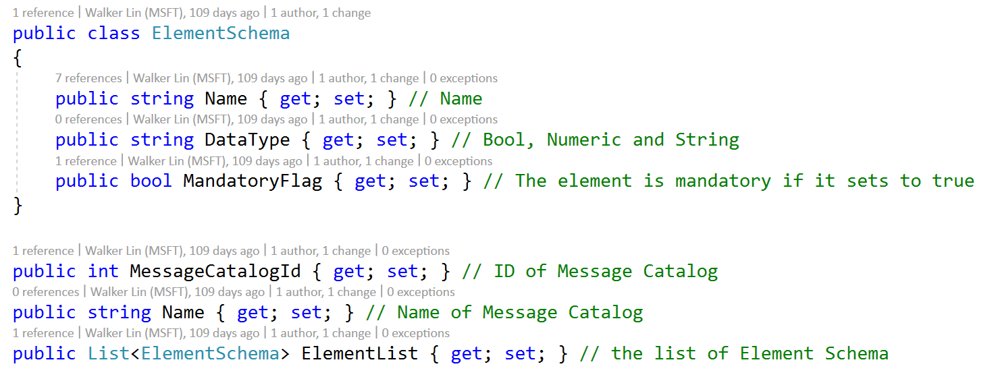 1 reference | Walker Lin (MSFT), 109 days ago | 1 author, 1 change
public class ElementSchema
{
7 references | Walker Lin (MSFT), 109 days ago | 1 author, 1 change | 0 exceptions
public string Name { get; set; } // Name
0 references | Walker Lin (MSFT), 109 days ago | 1 author, 1 change | 0 exceptions
public string DataType { get; set; } // Bool, Numeric and String
1 reference | Walker Lin (MSFT), 109 days ago | 1 author, 1 change | 0 exceptions
public bool MandatoryFlag { get; set; } // The element is mandatory if it sets to true
}
1 reference | Walker Lin (MSFT), 109 days ago | 1 author, 1 change | 0 exceptions
public int MessageCatalogId { get; set; } // ID of Message Catalog
0 references | Walker Lin (MSFT), 109 days ago | 1 author, 1 change | 0 exceptions
public string Name { get; set; } // Name of Message Catalog
1 reference | Walker Lin (MSFT), 109 days ago | 1 author, 1 change | 0 exceptions
public List<ElementSchema> ElementList { get; set; } // the list of Element Schema